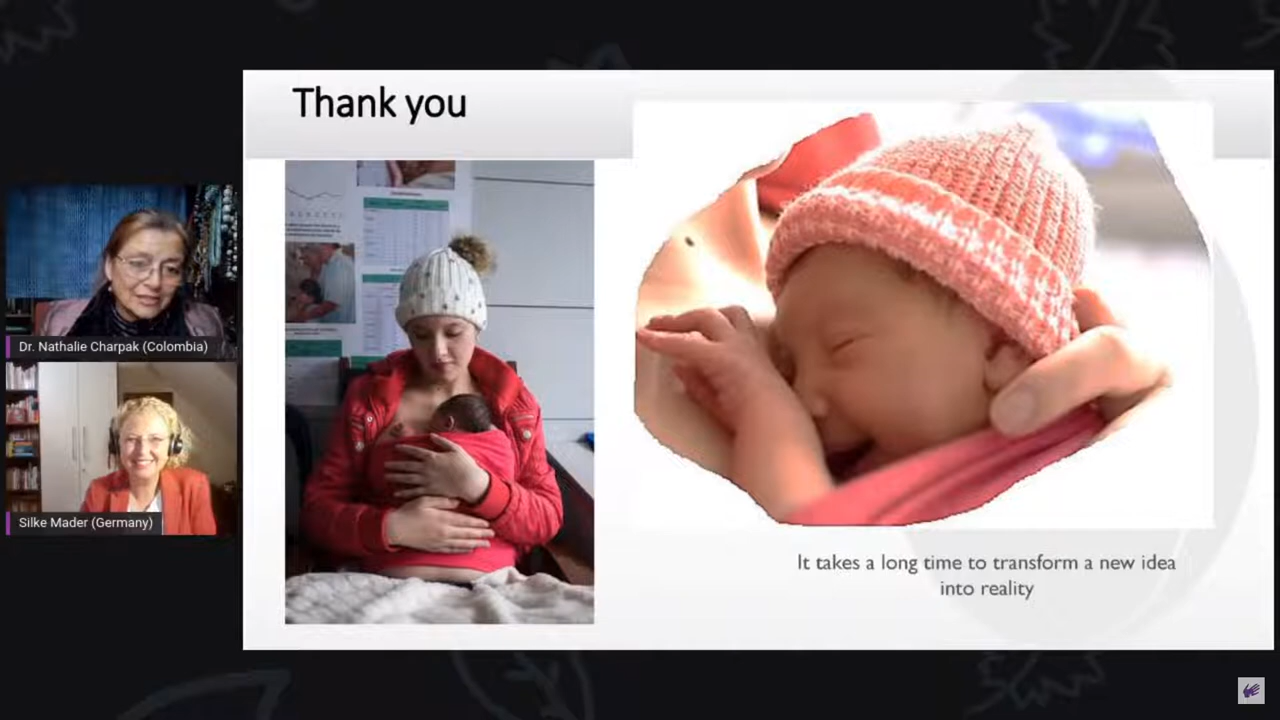 Thank you
Dr. Nathalie Charpak (Colombia)
Silke Mader (Germany)
It takes a long time to transform a new idea
into reality